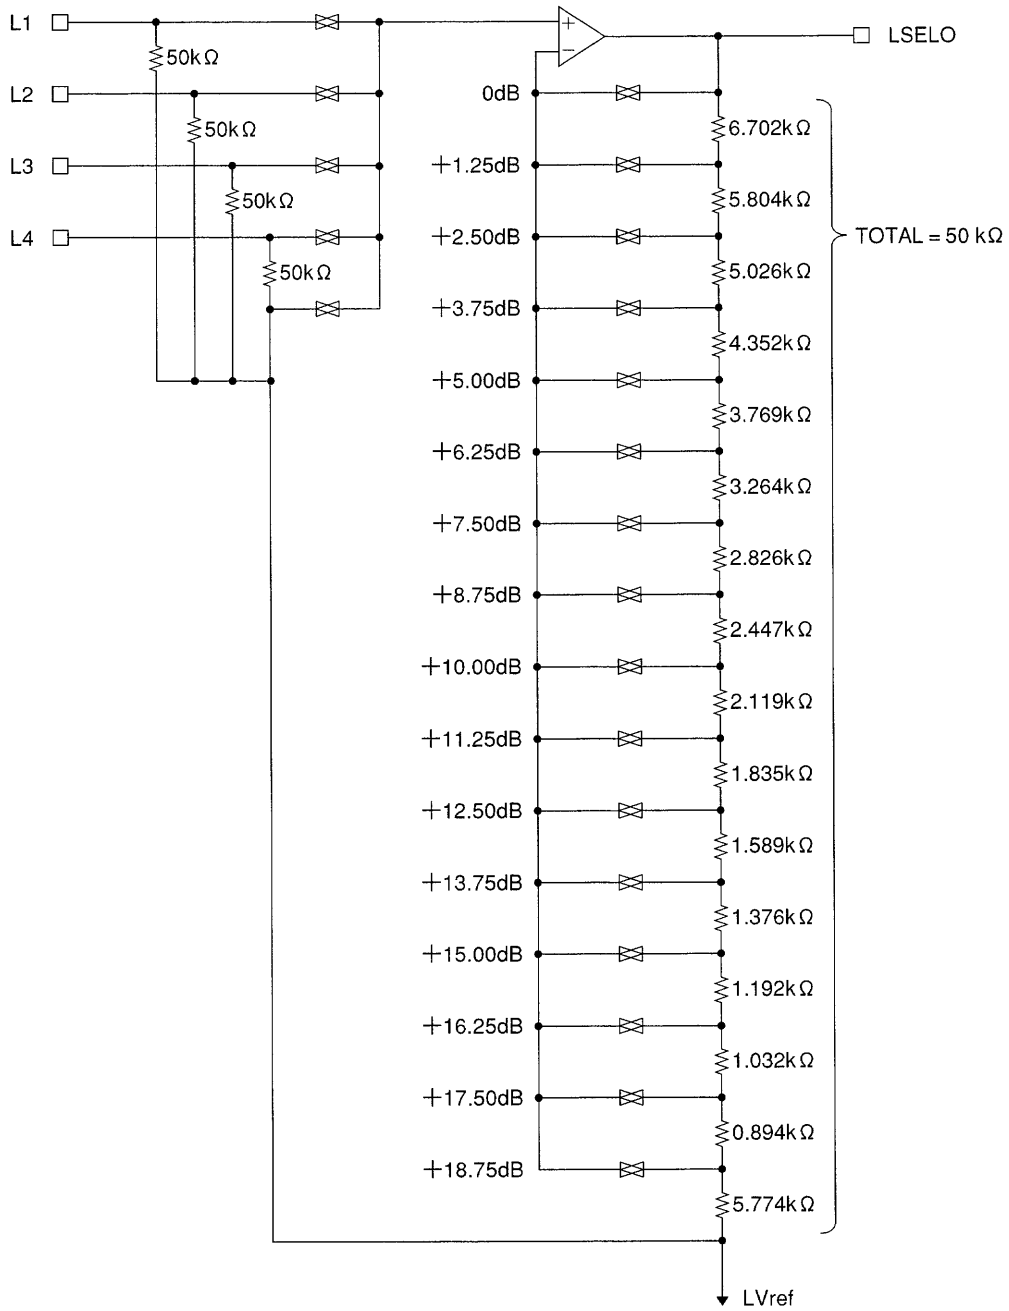 L1
50kΩ
+
−
LSELO
L2
50kΩ
0dB
6.702kΩ
L3
50kΩ
+1.25dB
5.804kΩ
L4
50kΩ
+2.50dB
5.026kΩ
TOTAL = 50 kΩ
+3.75dB
4.352kΩ
+5.00dB
3.769kΩ
+6.25dB
3.264kΩ
+7.50dB
2.826kΩ
+8.75dB
2.447kΩ
+10.00dB
2.119kΩ
+11.25dB
1.835kΩ
+12.50dB
1.589kΩ
+13.75dB
1.376kΩ
+15.00dB
1.192kΩ
+16.25dB
1.032kΩ
+17.50dB
0.894kΩ
+18.75dB
5.774kΩ
LVref